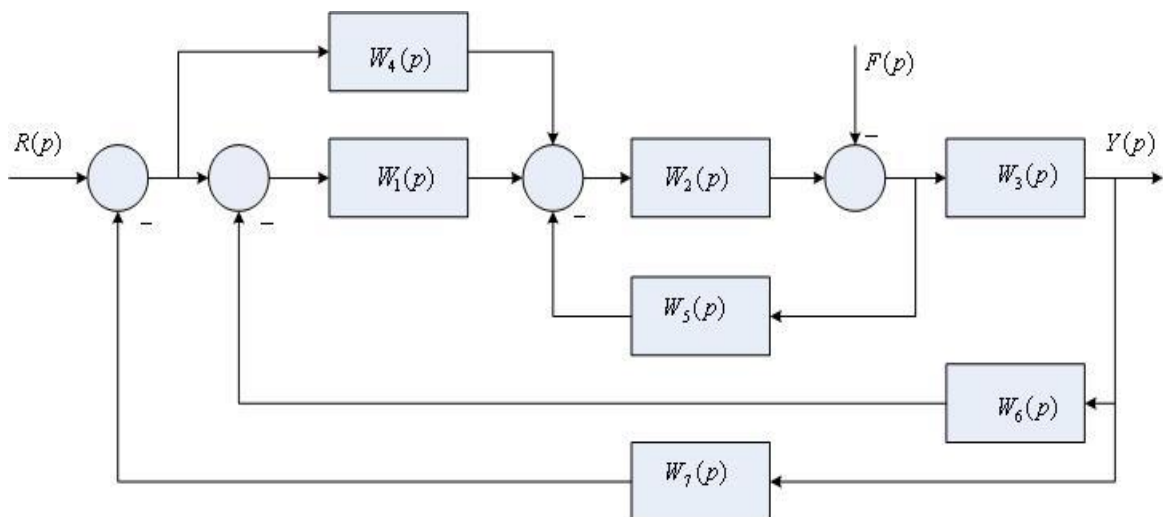 W₄(p)
F(p)
R(p)
Y(p)
W₁(p)
W₂(p)
W₃(p)
W₅(p)
W₆(p)
W₇(p)